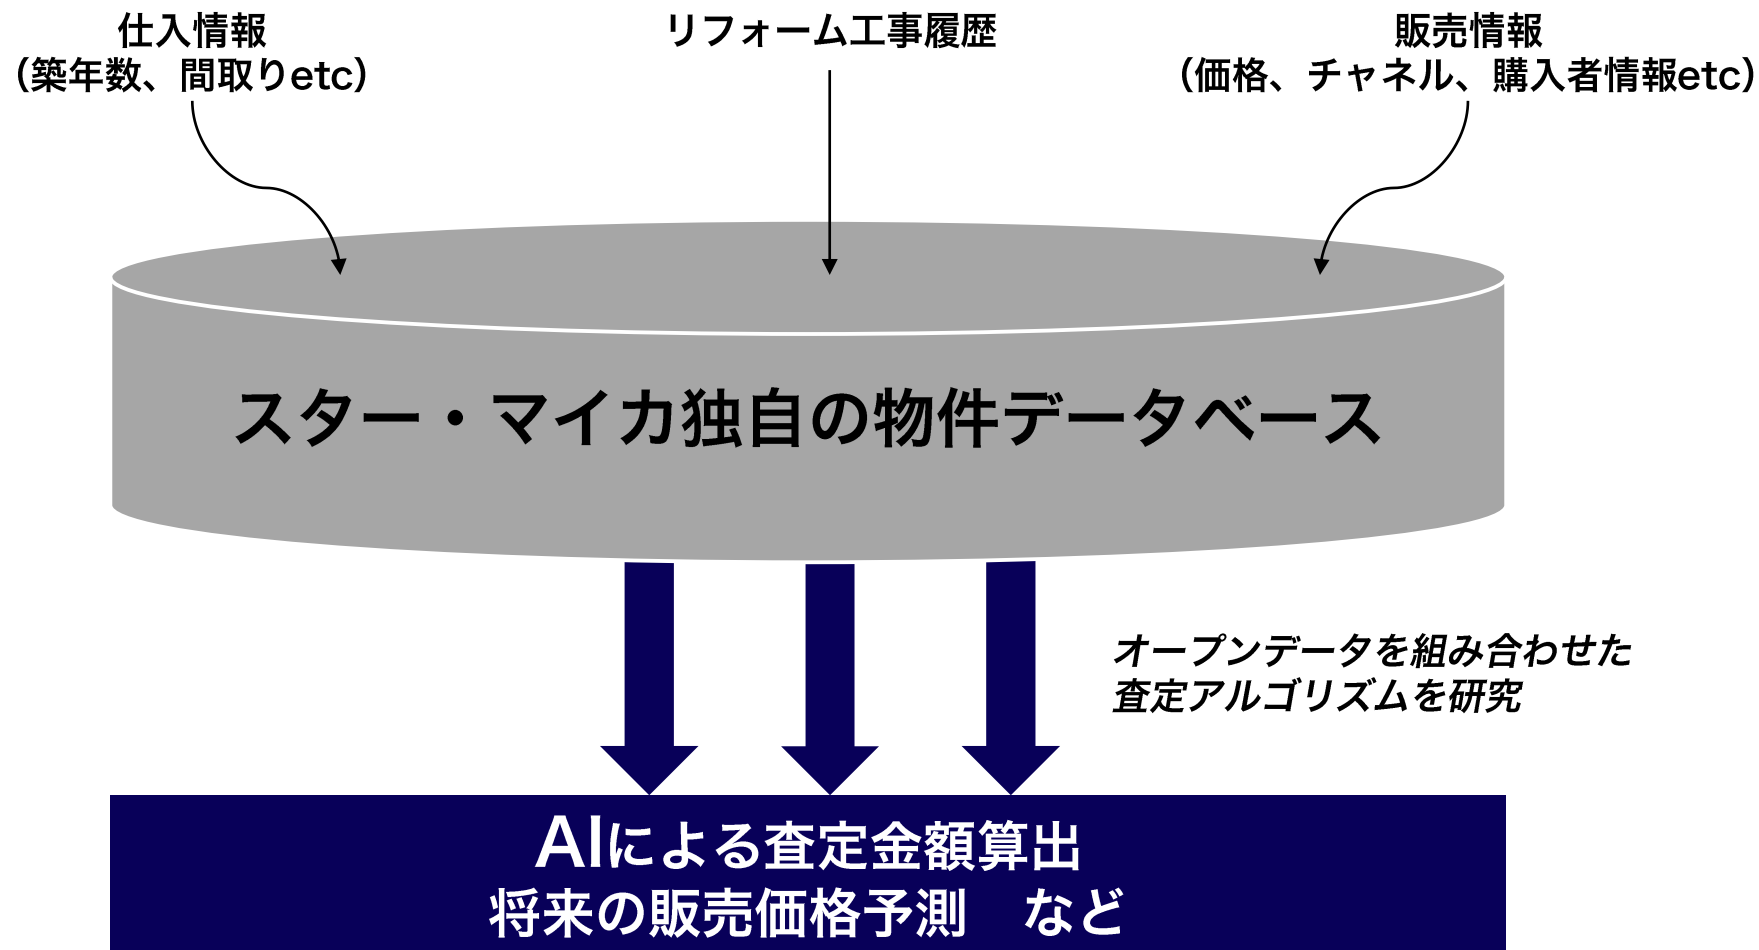 仕入情報
（築年数、間取りetc）
リフォーム工事履歴
販売情報
（価格、チャネル、購入者情報etc）
スター・マイカ独自の物件データベース
オープンデータを組み合わせた
査定アルゴリズムを研究
AIによる査定金額算出
将来の販売価格予測　など